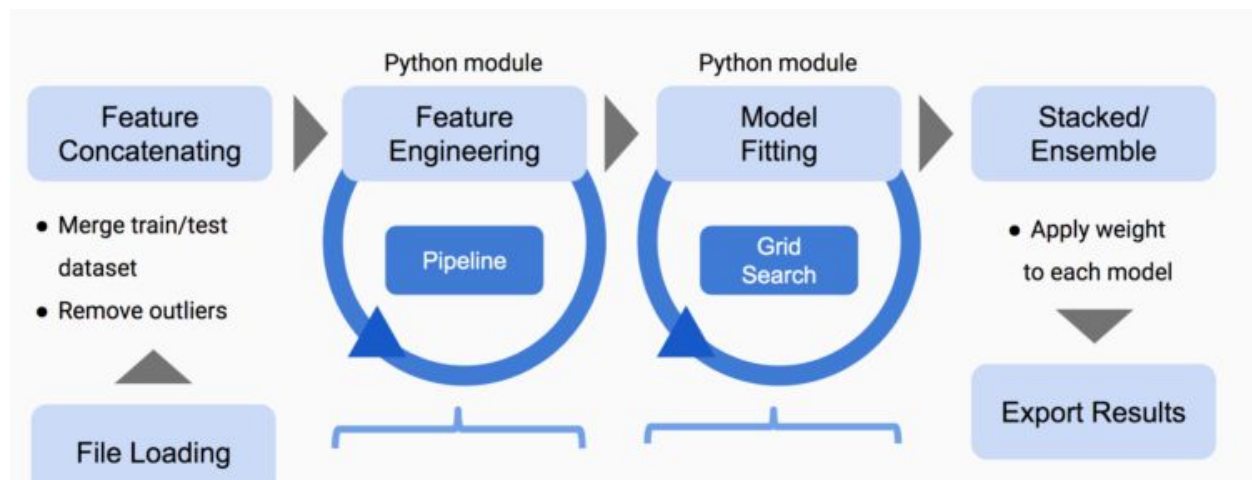 Python module
Python module
Feature
Concatenating
Feature
Engineering
Model
Fitting
Stacked/
Ensemble
● Merge train/test
dataset
● Remove outliers
Pipeline
Grid
Search
● Apply weight
to each model
File Loading
Export Results